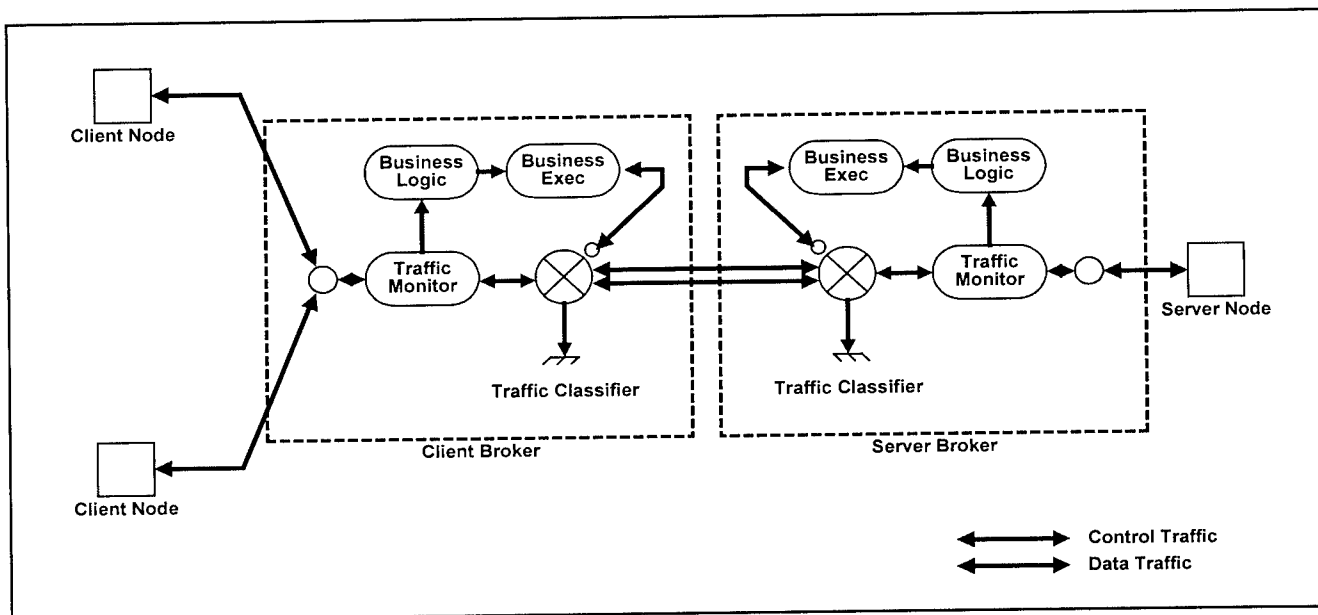 Client Node
Business
Logic
Business
Exec
Business
Exec
Business
Logic
Traffic
Monitor
Traffic
Monitor
Server Node
Traffic Classifier
Traffic Classifier
Client Broker
Server Broker
Client Node
Control Traffic
Data Traffic